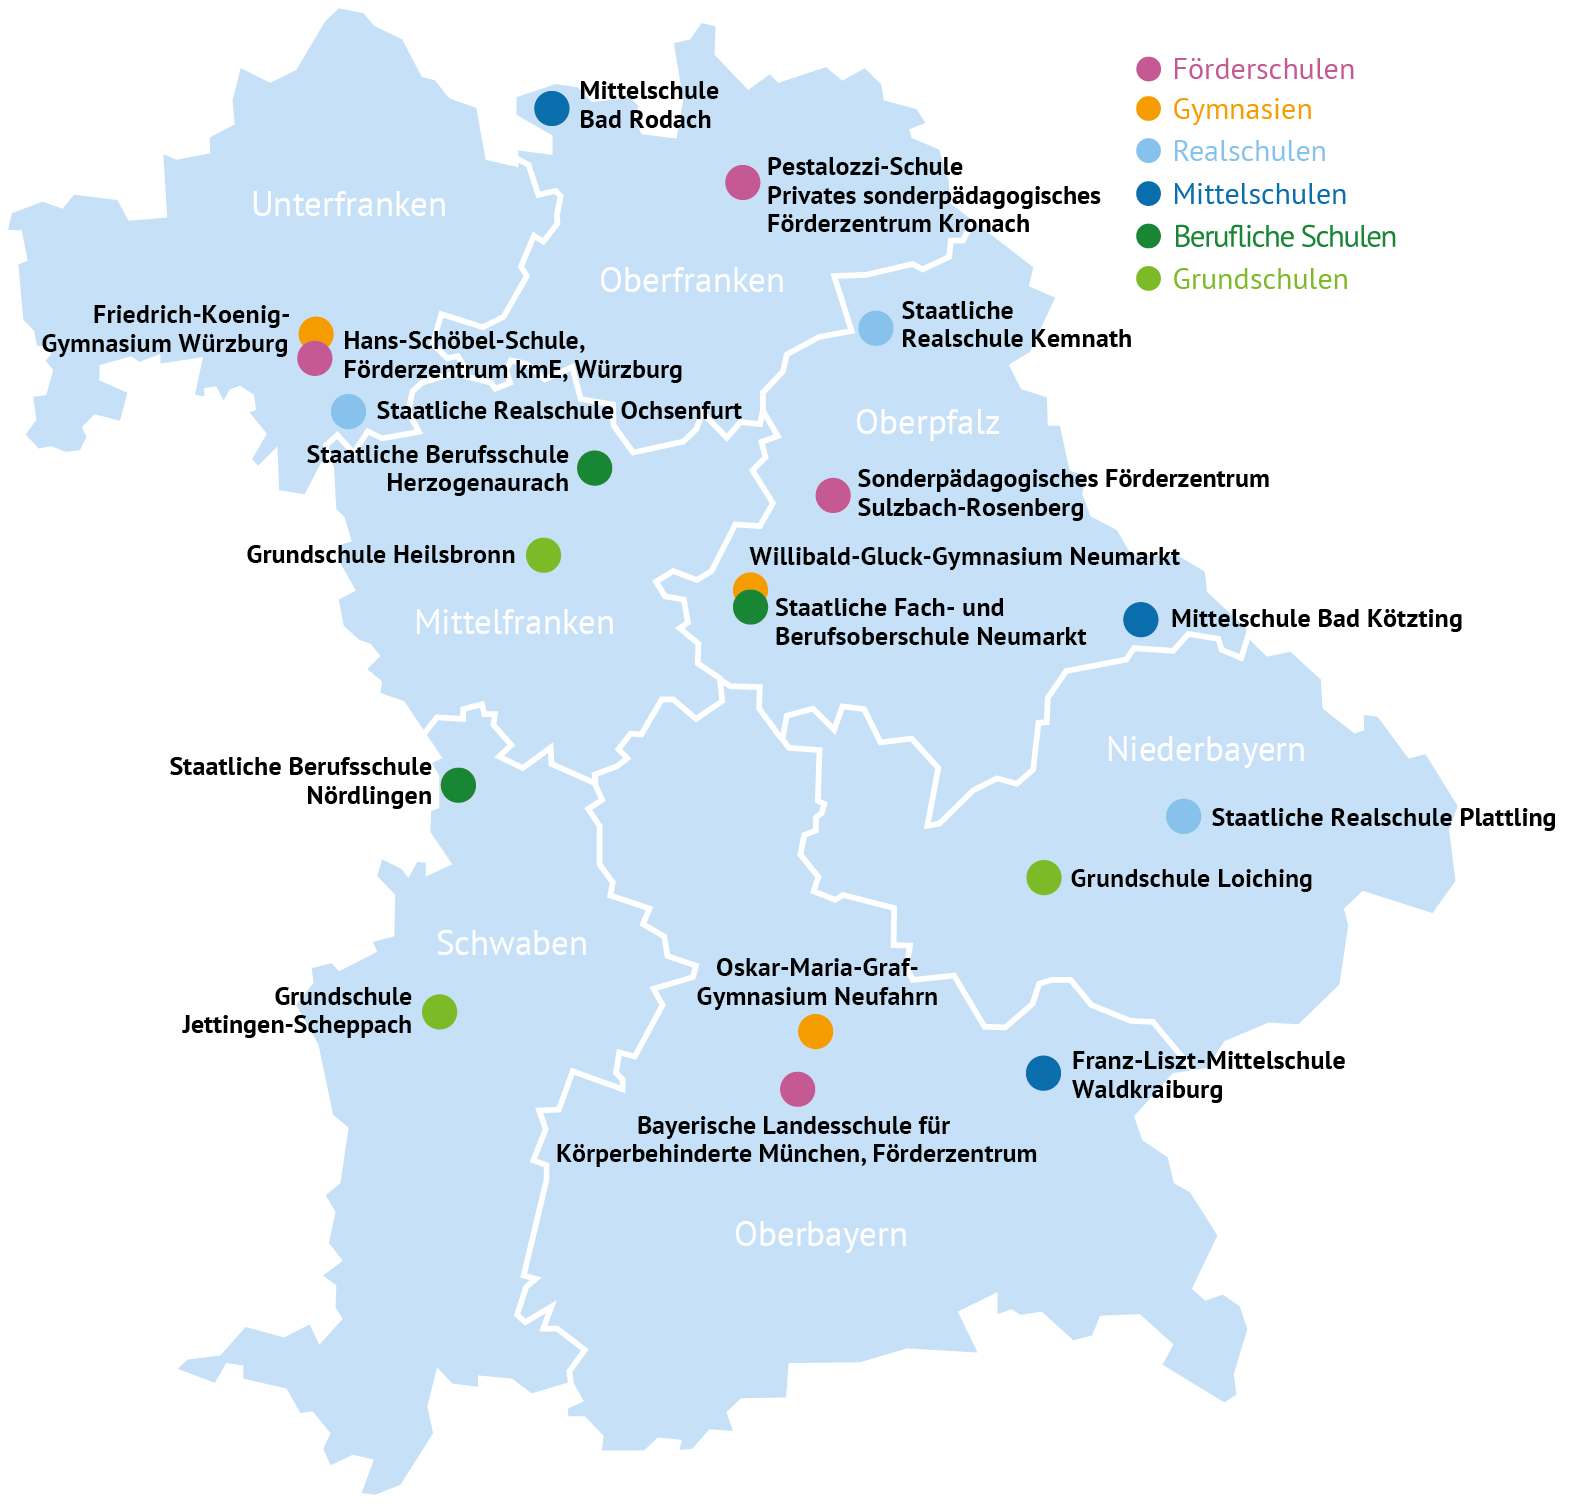 Förderschulen
Gymnasien
Realschulen
Mittelschulen
Berufliche Schulen
Grundschulen
Mittelschule
Bad Rodach
Pestalozzi-Schule
Privates sonderpädagogisches
Förderzentrum Kronach
Unterfranken
Oberfranken
Friedrich-Koenig-
Gymnasium Würzburg
Hans-Schöbel-Schule,
Förderzentrum kmE, Würzburg
Staatliche
Realschule Kemnath
Staatliche Realschule Ochsenfurt
Oberpfalz
Staatliche Berufsschule
Herzogenaurach
Sonderpädagogisches Förderzentrum
Sulzbach-Rosenberg
Grundschule Heilsbronn
Willibald-Gluck-Gymnasium Neumarkt
Staatliche Fach- und
Berufsoberschule Neumarkt
Mittelfranken
Mittelschule Bad Kötzting
Niederbayern
Staatliche Berufsschule
Nördlingen
Staatliche Realschule Plattling
Grundschule Loiching
Schwaben
Oskar-Maria-Graf-
Gymnasium Neufahrn
Grundschule
Jettingen-Scheppach
Franz-Liszt-Mittelschule
Waldkraiburg
Bayerische Landesschule für
Körperbehinderte München, Förderzentrum
Oberbayern